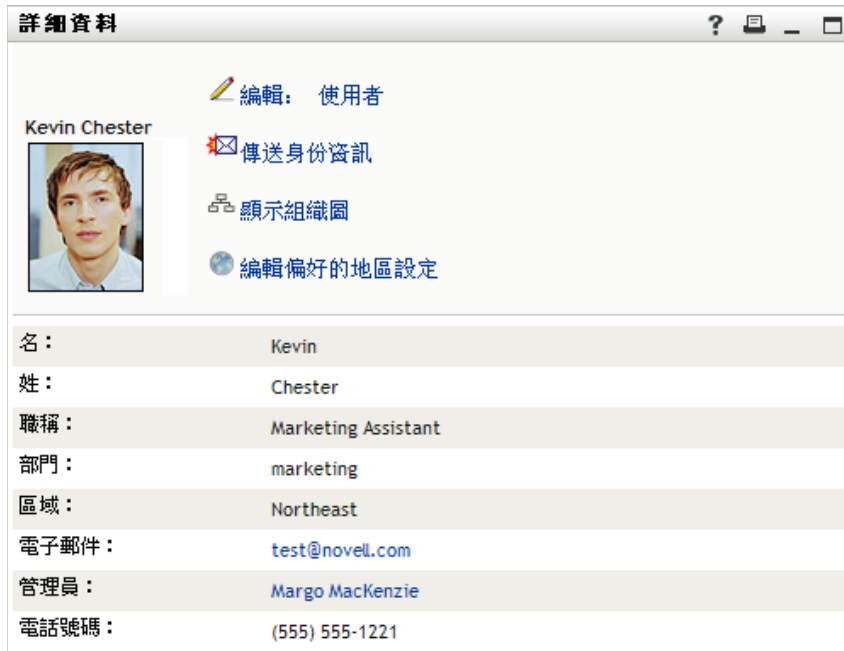 詳細資料
Kevin Chester
編輯： 使用者
傳送身份資訊
顯示組織圖
編輯偏好的地區設定
名： Kevin
姓： Chester
職稱： Marketing Assistant
部門： marketing
區域： Northeast
電子郵件： test@novell.com
管理員： Margo MacKenzie
電話號碼： (555) 555-1221